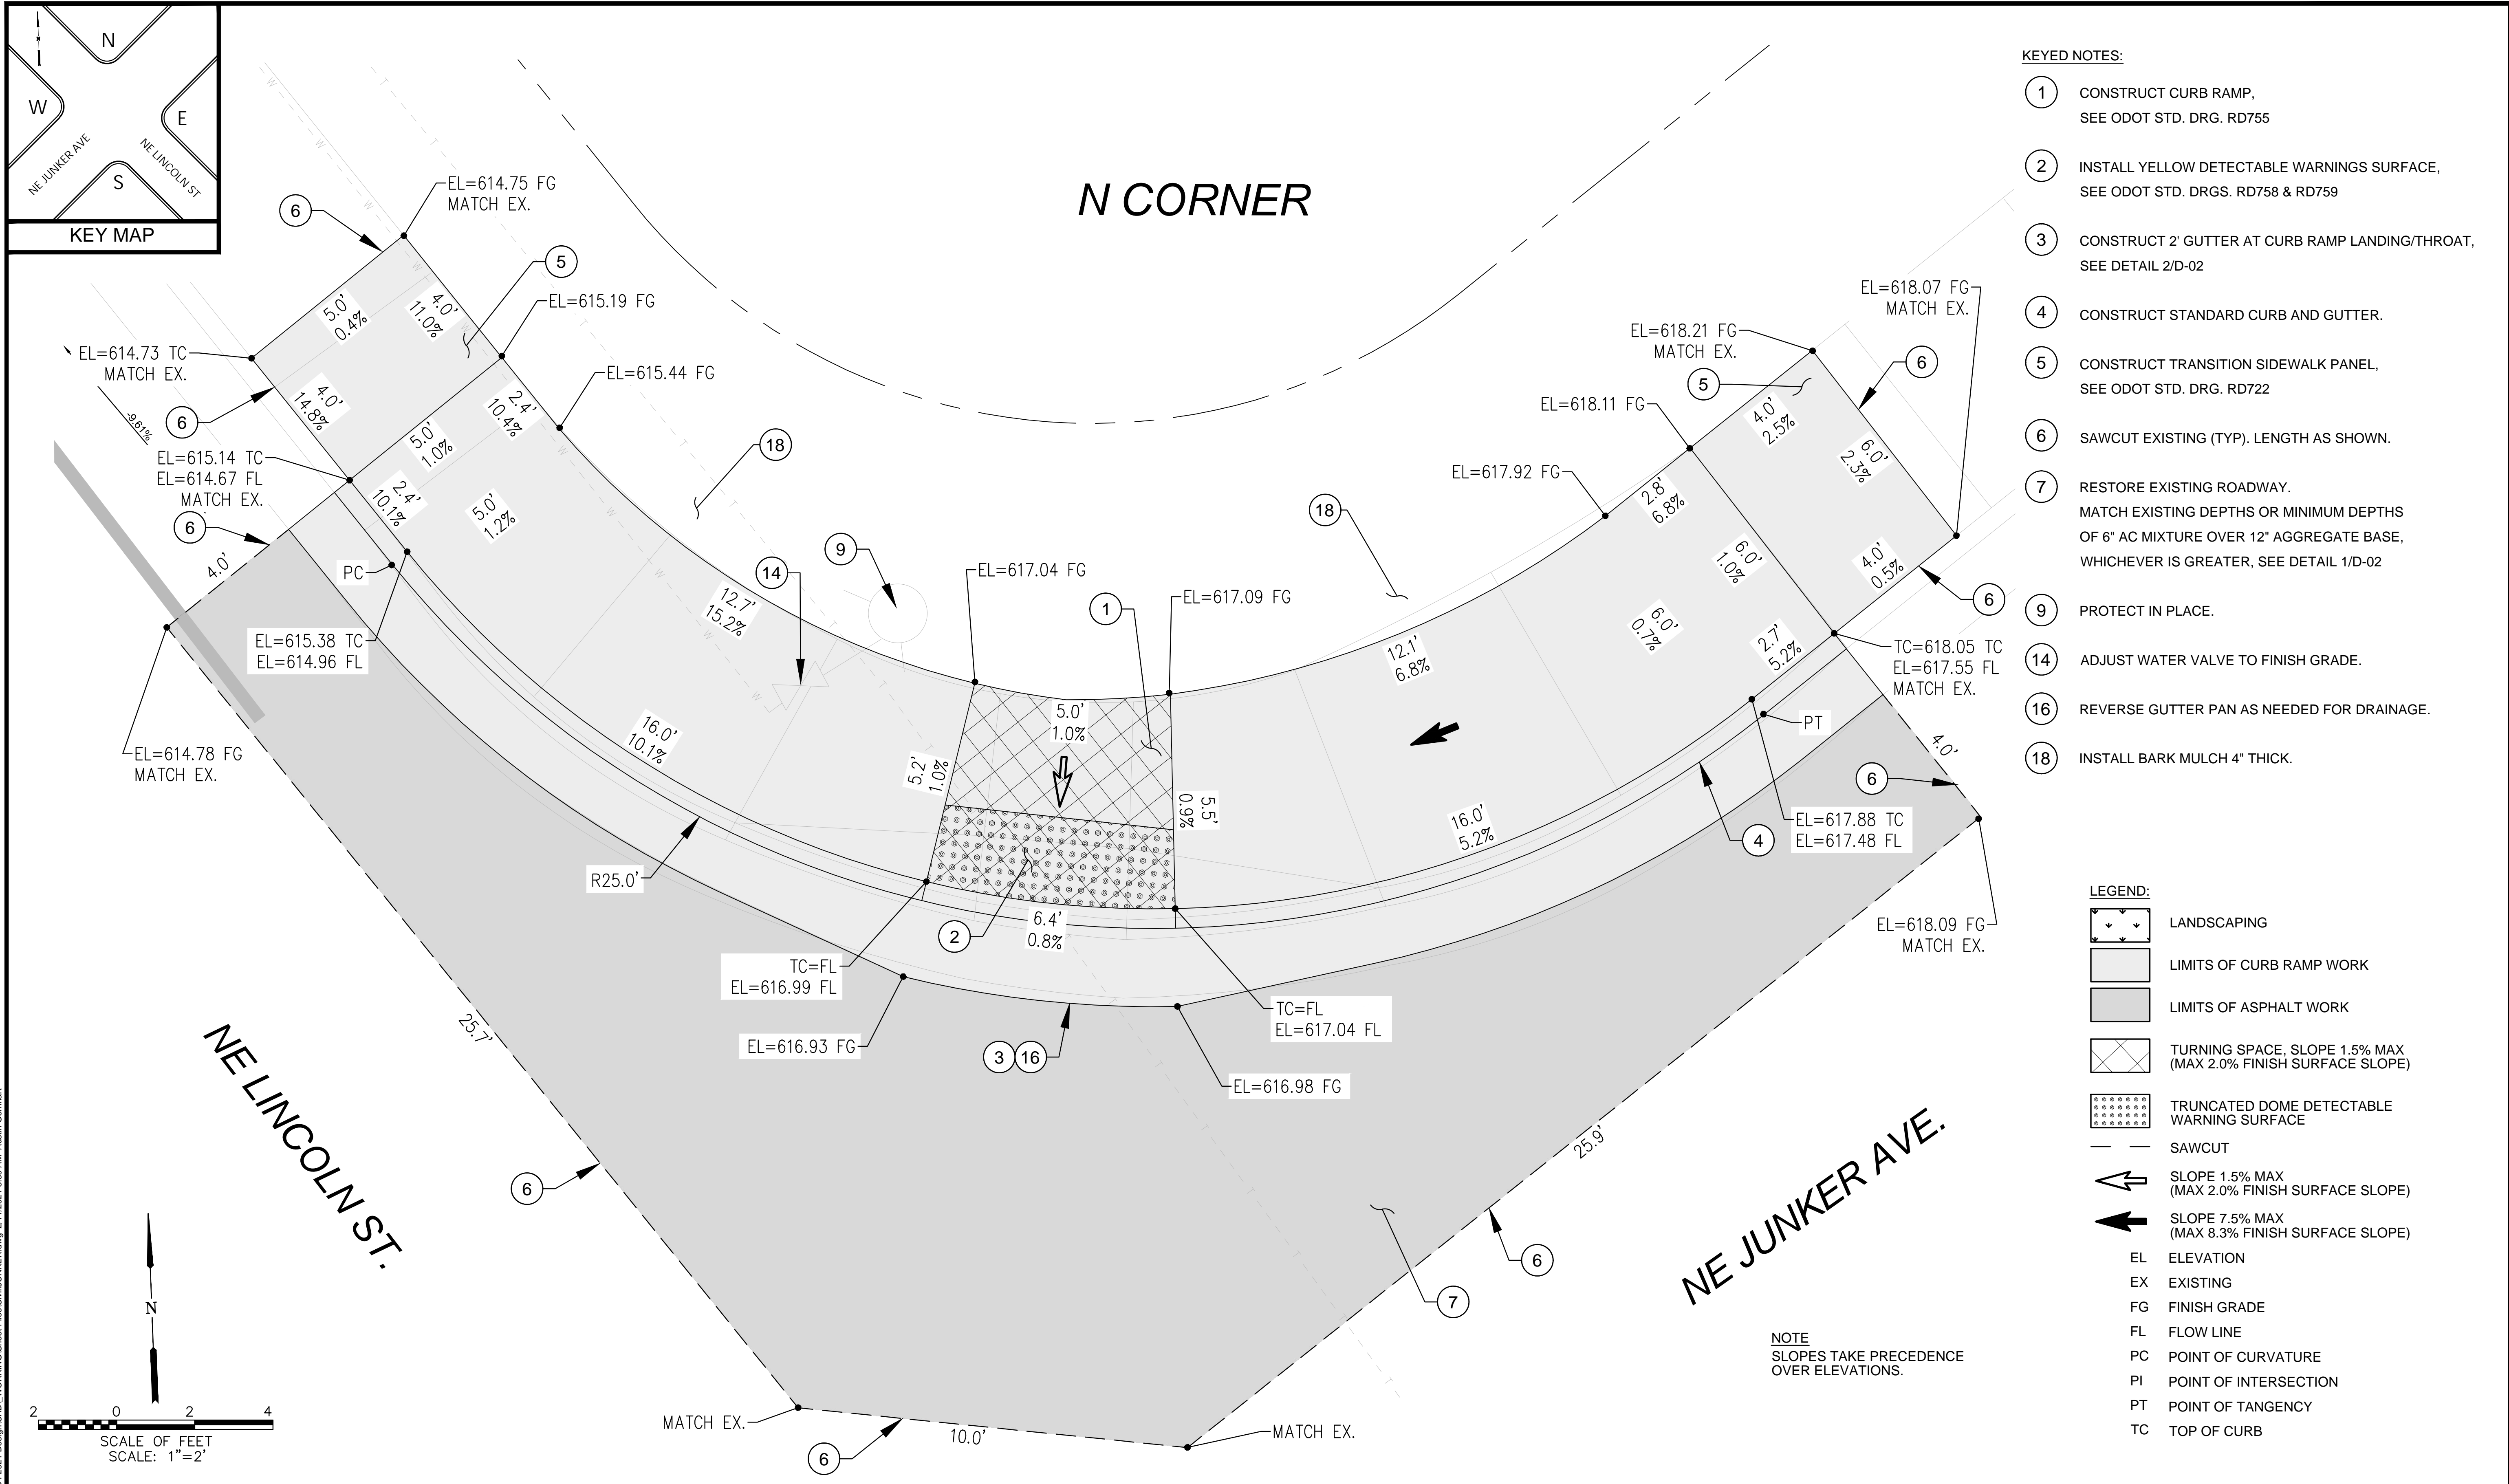 N
W
E
S
NE JUNKER AVE
NE LINCOLN ST
KEY MAP
N CORNER
KEYED NOTES:
1
CONSTRUCT CURB RAMP,
SEE ODOT STD. DRG. RD755
2
INSTALL YELLOW DETECTABLE WARNINGS SURFACE,
SEE ODOT STD. DRGS. RD758 & RD759
3
CONSTRUCT 2' GUTTER AT CURB RAMP LANDING/THROAT,
SEE DETAIL 2/D-02
4
CONSTRUCT STANDARD CURB AND GUTTER.
5
CONSTRUCT TRANSITION SIDEWALK PANEL,
SEE ODOT STD. DRG. RD722
6
SAWCUT EXISTING (TYP). LENGTH AS SHOWN.
7
RESTORE EXISTING ROADWAY.
MATCH EXISTING DEPTHS OR MINIMUM DEPTHS
OF 6" AC MIXTURE OVER 12" AGGREGATE BASE,
WHICHEVER IS GREATER, SEE DETAIL 1/D-02
9
PROTECT IN PLACE.
14
ADJUST WATER VALVE TO FINISH GRADE.
16
REVERSE GUTTER PAN AS NEEDED FOR DRAINAGE.
18
INSTALL BARK MULCH 4" THICK.
LEGEND:
LANDSCAPING
LIMITS OF CURB RAMP WORK
LIMITS OF ASPHALT WORK
TURNING SPACE, SLOPE 1.5% MAX
(MAX 2.0% FINISH SURFACE SLOPE)
TRUNCATED DOME DETECTABLE
WARNING SURFACE
SAWCUT
SLOPE 1.5% MAX
(MAX 2.0% FINISH SURFACE SLOPE)
SLOPE 7.5% MAX
(MAX 8.3% FINISH SURFACE SLOPE)
EL ELEVATION
EX EXISTING
FG FINISH GRADE
FL FLOW LINE
PC POINT OF CURVATURE
PI POINT OF INTERSECTION
PT POINT OF TANGENCY
TC TOP OF CURB
EL=614.75 FG
MATCH EX.
6
5
EL=615.19 FG
5.0'
0.4%
4.0'
11.0%
EL=614.73 TC
MATCH EX.
EL=615.44 FG
4.0'
14.8%
2.4'
10.4%
6
-9.61%
18
5.0'
1.0%
EL=615.14 TC
EL=614.67 FL
MATCH EX.
2.4'
10.1%
5.0'
1.2%
6
4.0'
PC
9
14
12.7'
15.2%
EL=615.38 TC
EL=614.96 FL
EL=614.78 FG
MATCH EX.
16.0'
10.1%
R25.0'
EL=617.04 FG
1
EL=617.09 FG
5.0'
1.0%
5.2'
1.0%
5.5'
0.9%
6.4'
0.8%
2
TC=FL
EL=616.99 FL
EL=616.93 FG
3
16
TC=FL
EL=617.04 FL
EL=616.98 FG
EL=618.07 FG
MATCH EX.
EL=618.21 FG
MATCH EX.
6
5
EL=618.11 FG
4.0'
2.5%
6.0'
2.3%
EL=617.92 FG
2.8'
6.8%
18
6.0'
1.0%
4.0'
0.5%
6
6.0'
0.7%
2.7'
5.2%
12.1'
6.8%
TC=618.05 TC
EL=617.55 FL
MATCH EX.
PT
4.0'
6
16.0'
5.2%
EL=617.88 TC
EL=617.48 FL
4
EL=618.09 FG
MATCH EX.
25.7'
6
NE LINCOLN ST.
25.9'
6
7
NE JUNKER AVE.
NOTE
SLOPES TAKE PRECEDENCE
OVER ELEVATIONS.
MATCH EX.
6
10.0'
MATCH EX.
N
2 0 2 4
SCALE OF FEET
SCALE: 1"=2'